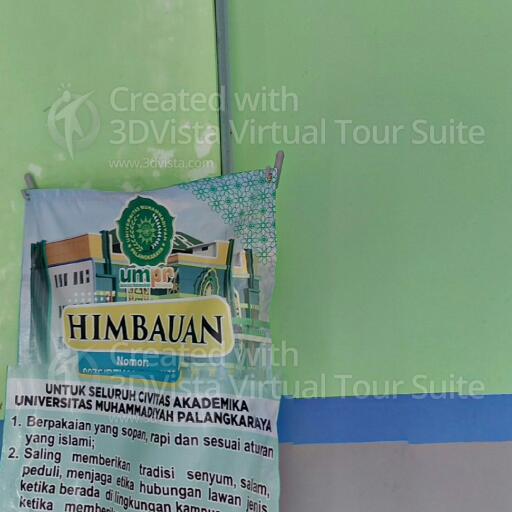 Created with
3DVista Virtual Tour Suite
www.3dvista.com
umpr
HIMBAUAN
Nomor:
Created with
3DVista Virtual Tour Suite
UNTUK SELURUH CIVITAS AKADEMIKA
UNIVERSITAS MUHAMMADIYAH PALANGKARAYA
1. Berpakaian yang sopan, rapi dan sesuai aturan
yang islami;
2. Saling memberikan tradisi senyum, salam,
peduli, menjaga etika hubungan lawan jenis
ketika berada di lingkungan
ketika